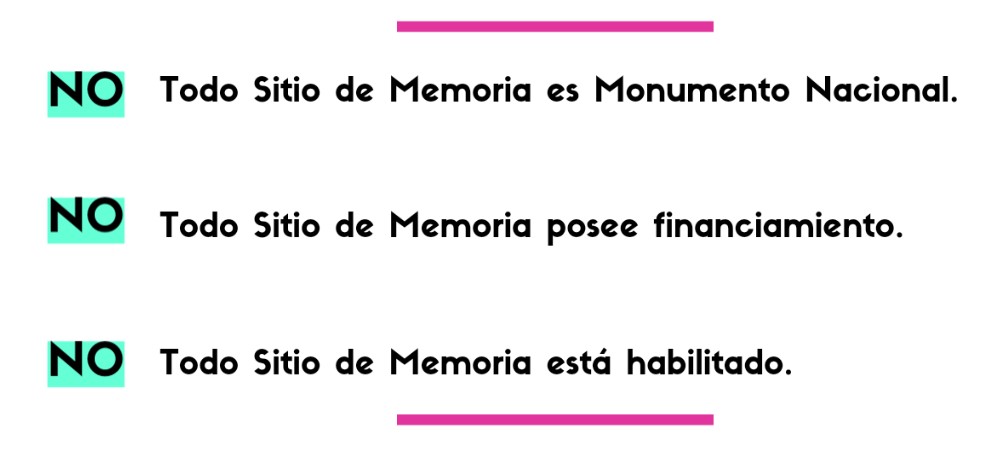 NO Todo Sitio de Memoria es Monumento Nacional.
NO Todo Sitio de Memoria posee financiamiento.
NO Todo Sitio de Memoria está habilitado.